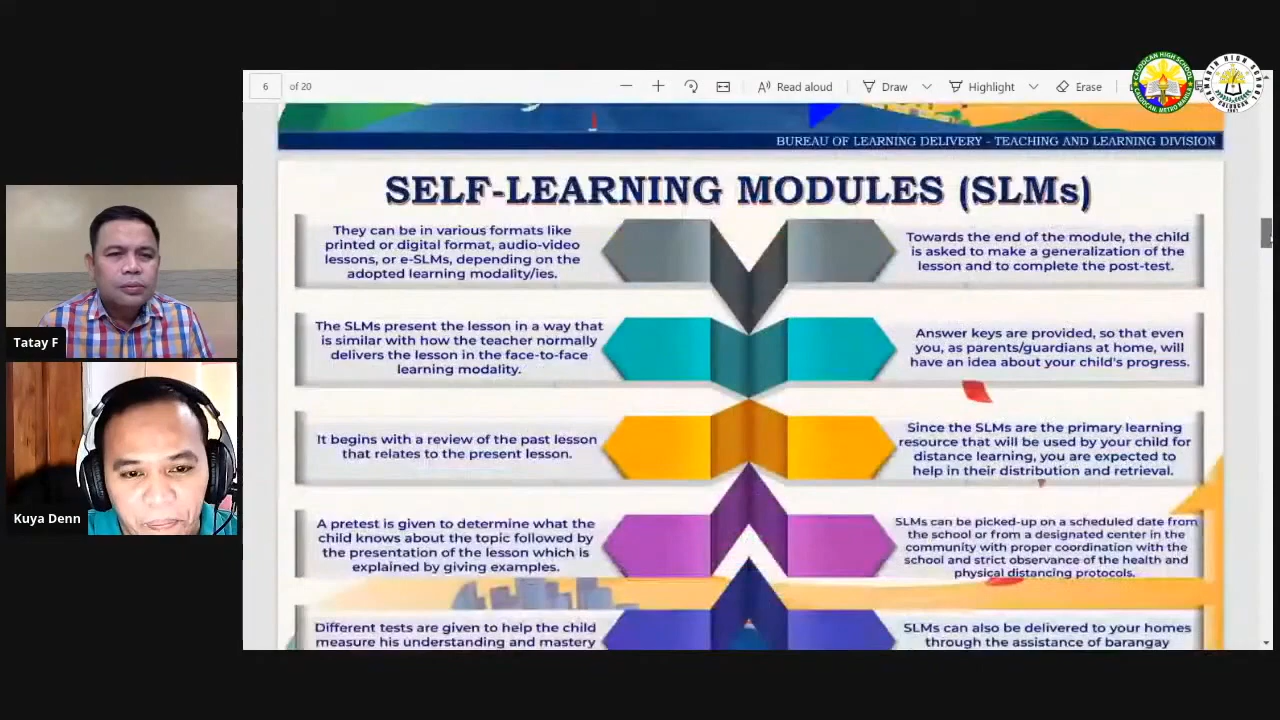 6 of 20
Read aloud
Draw
Highlight
Erase
CALOOCAN HIGH SCHOOL
CALOOCAN, METRO MANILA
CAMARIN HIGH SCHOOL
BUREAU OF LEARNING DELIVERY - TEACHING AND LEARNING DIVISION
SELF-LEARNING MODULES (SLMs)
They can be in various formats like
printed or digital format, audio-video
lessons, or e-SLMs, depending on the
adopted learning modality/ies.
The SLMs present the lesson in a way that
is similar with how the teacher normally
delivers the lesson in the face-to-face
learning modality.
It begins with a review of the past lesson
that relates to the present lesson.
A pretest is given to determine what the
child knows about the topic followed by
the presentation of the lesson which is
explained by giving examples.
Different tests are given to help the child
measure his understanding and mastery
Towards the end of the module, the child
is asked to make a generalization of the
lesson and to complete the post-test.
Answer keys are provided, so that even
you, as parents/guardians at home, will
have an idea about your child's progress.
Since the SLMs are the primary learning
resource that will be used by your child for
distance learning, you are expected to
help in their distribution and retrieval.
SLMs can be picked-up on a scheduled date from
the school or from a designated center in the
community with proper coordination with the
school and strict observance of the health and
physical distancing protocols.
SLMs can also be delivered to your homes
through the assistance of barangay
Tatay F
Kuya Denn